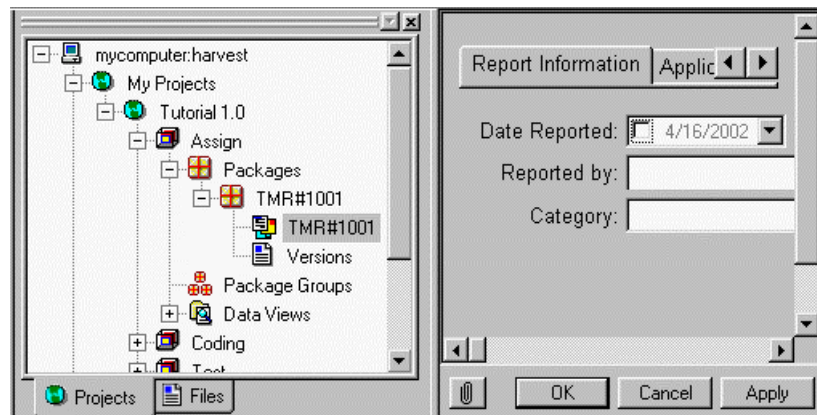 mycomputer:harvest
My Projects
Tutorial 1.0
Assign
Packages
TMR#1001
TMR#1001
Versions
Package Groups
Data Views
Coding
Test
Projects
Files
Report Information
Applic
Date Reported: 4/16/2002
Reported by:
Category:
OK
Cancel
Apply